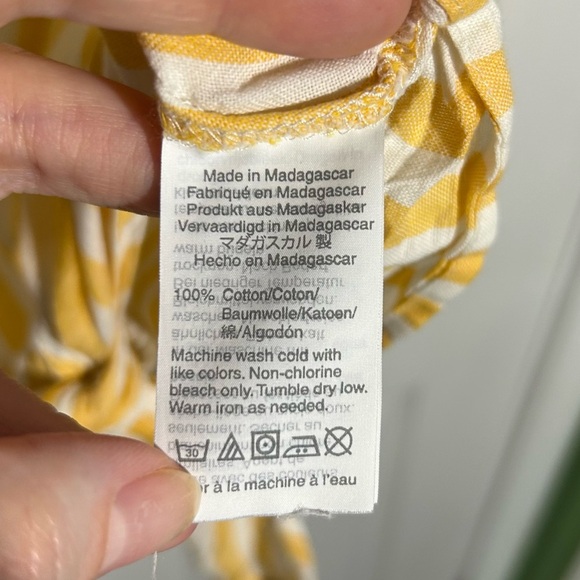 Made in Madagascar
Fabriqué en Madagascar
Produkt aus Madagaskar
Vervaardigd in Madagascar
マダガスカル 製
Hecho en Madagascar
100% Cotton/Coton/
Baumwolle/Katoen/
綿/Algodón
Machine wash cold with
like colors. Non-chlorine
bleach only. Tumble dry low.
Warm iron as needed.
30
à la machine à l'eau